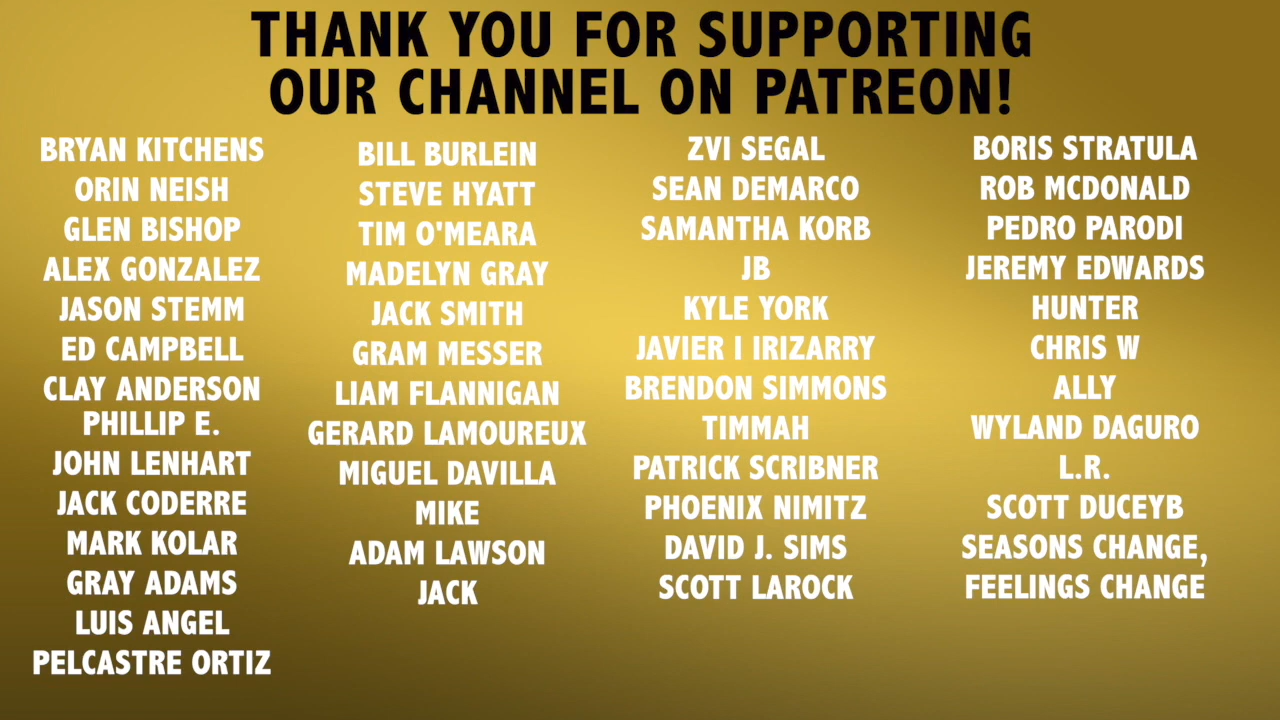 THANK YOU FOR SUPPORTING
OUR CHANNEL ON PATREON!
BRYAN KITCHENS
ORIN NEISH
GLEN BISHOP
ALEX GONZALEZ
JASON STEMM
ED CAMPBELL
CLAY ANDERSON
PHILLIP E.
JOHN LENHART
JACK CODERRE
MARK KOLAR
GRAY ADAMS
LUIS ANGEL
PELCASTRE ORTIZ
BILL BURLEIN
STEVE HYATT
TIM O'MEARA
MADELYN GRAY
JACK SMITH
GRAM MESSER
LIAM FLANNIGAN
GERARD LAMOUREUX
MIGUEL DAVILLA
MIKE
ADAM LAWSON
JACK
ZVI SEGAL
SEAN DEMARCO
SAMANTHA KORB
JB
KYLE YORK
JAVIER I IRIZARRY
BRENDON SIMMONS
TIMMAH
PATRICK SCRIBNER
PHOENIX NIMITZ
DAVID J. SIMS
SCOTT LAROCK
BORIS STRATULA
ROB MCDONALD
PEDRO PARODI
JEREMY EDWARDS
HUNTER
CHRIS W
ALLY
WYLAND DAGURO
L.R.
SCOTT DUCEYB
SEASONS CHANGE,
FEELINGS CHANGE